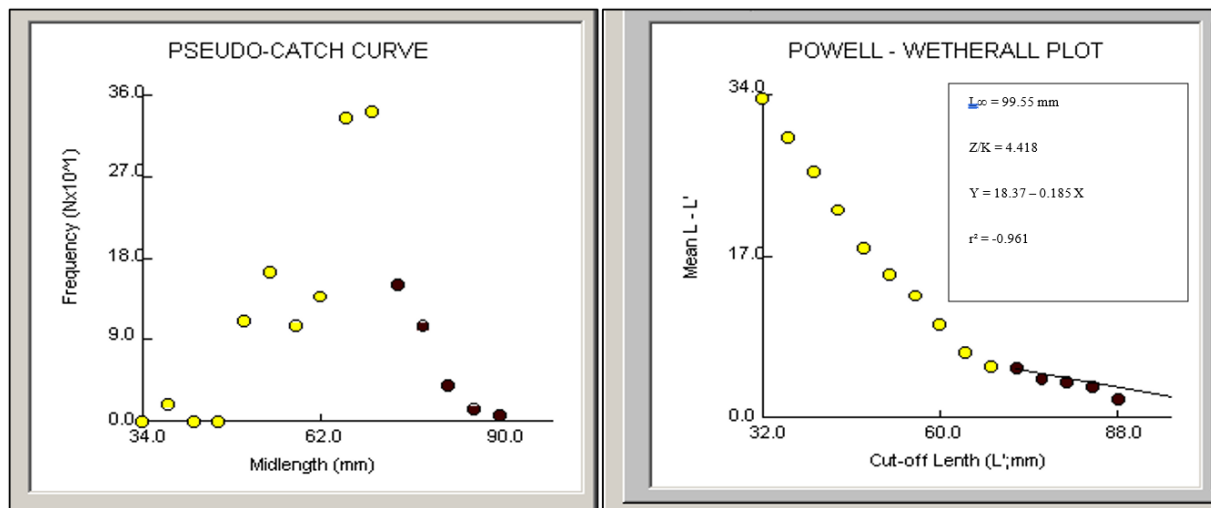 PSEUDO-CATCH CURVE
36.0
27.0
18.0
9.0
0.0
Frequency (Nx10^1)
34.0 62.0 90.0
Midlength (mm)
POWELL - WETHERALL PLOT
34.0
17.0
0.0
Mean L - L'
32.0 60.0 88.0
Cut-off Lenth (L';mm)
L∞ = 99.55 mm
Z/K = 4.418
Y = 18.37 – 0.185 X
r² = -0.961